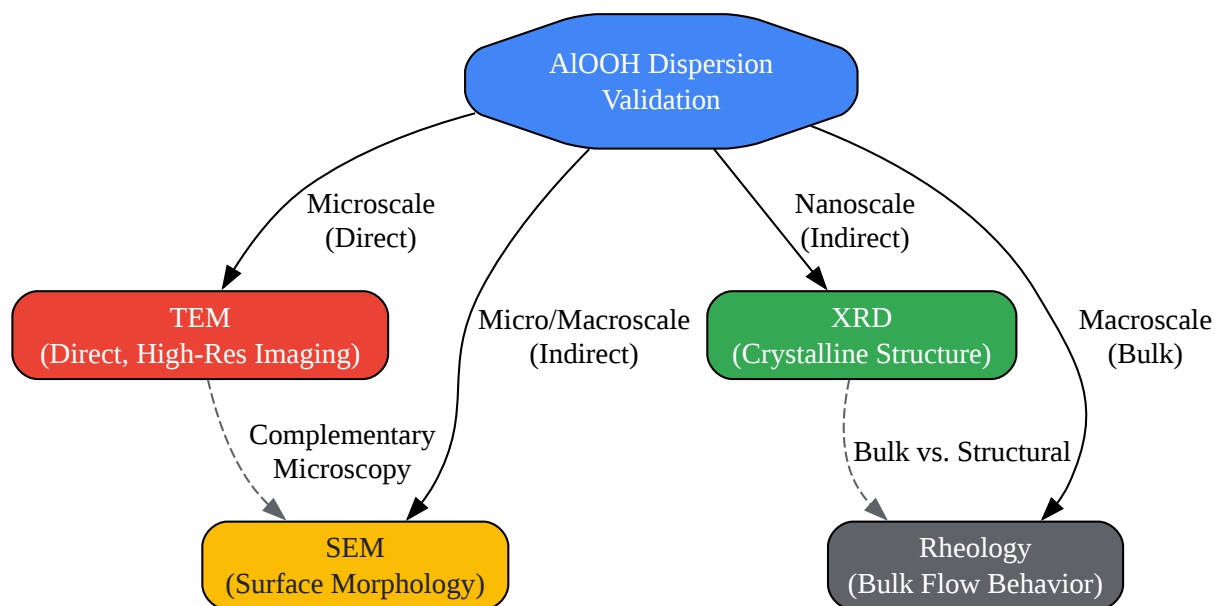 AlOOH Dispersion
Validation
Microscale
(Direct)
Nanoscale
(Indirect)
TEM
(Direct, High-Res Imaging)
Micro/Macroscale
(Indirect)
XRD
(Crystalline Structure)
Macroscale
(Bulk)
Complementary
Microscopy
Bulk vs. Structural
SEM
(Surface Morphology)
Rheology
(Bulk Flow Behavior)